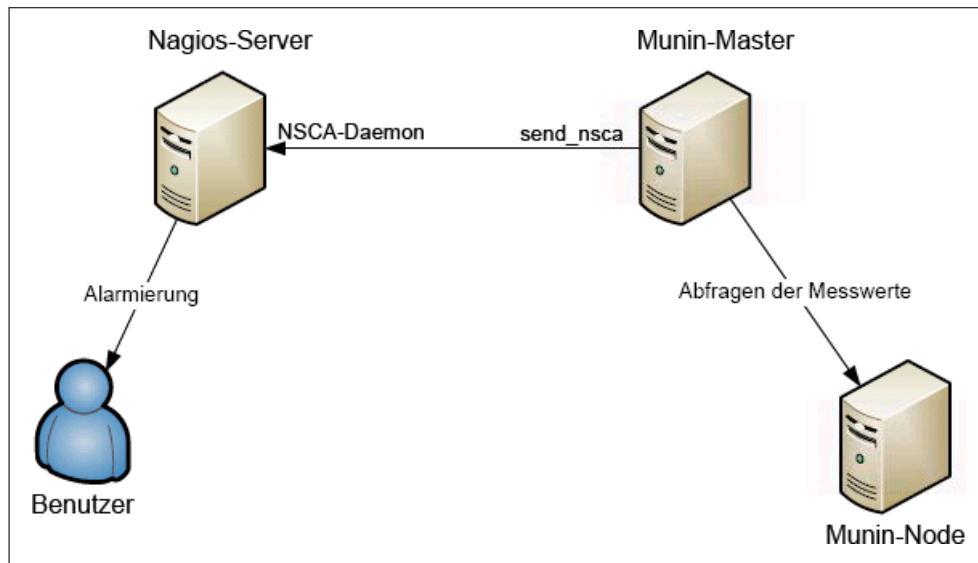 Nagios-Server
Munin-Master
NSCA-Daemon
send_nsca
Alarmierung
Abfragen der Messwerte
Benutzer
Munin-Node